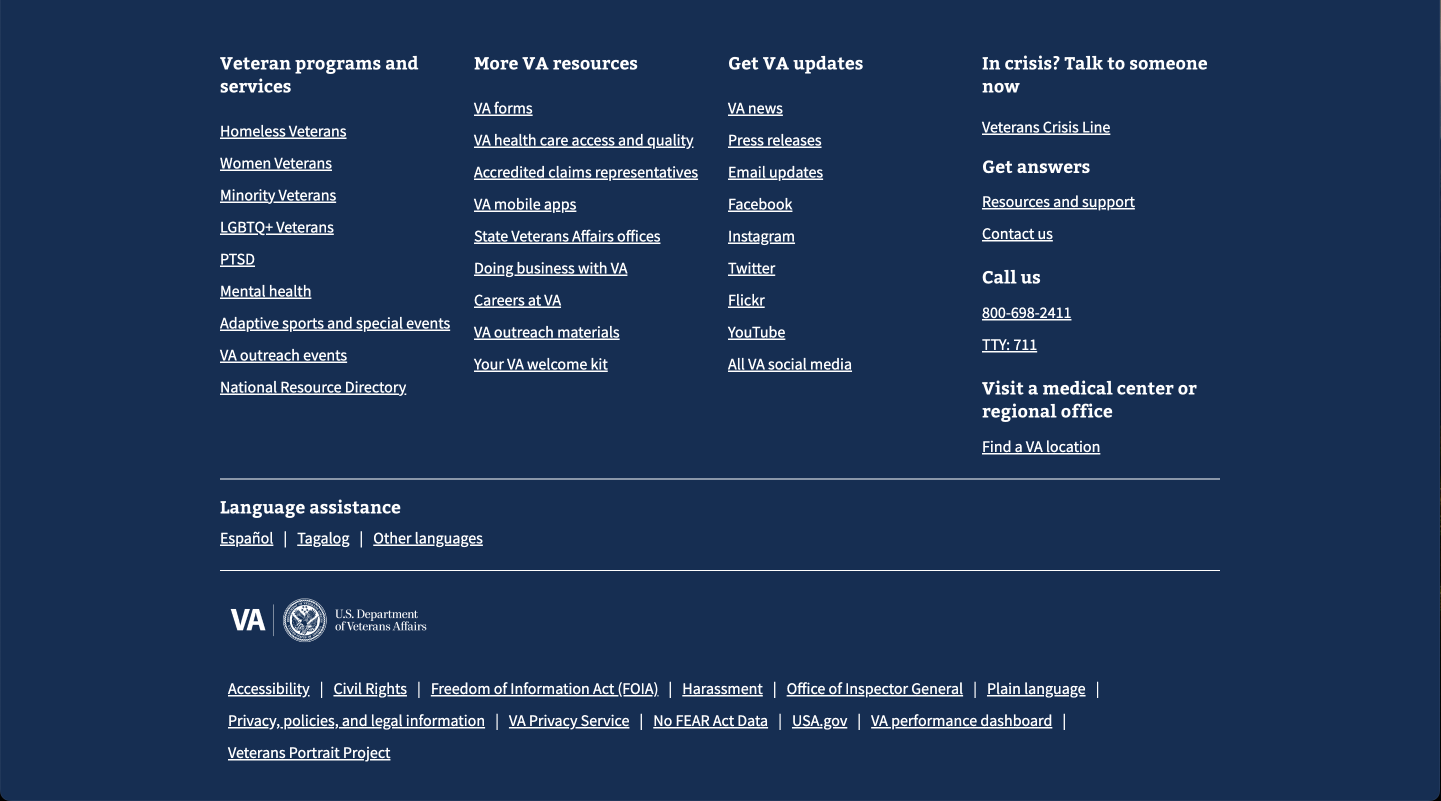 Veteran programs and
services
Homeless Veterans
Women Veterans
Minority Veterans
LGBTQ+ Veterans
PTSD
Mental health
Adaptive sports and special events
VA outreach events
National Resource Directory
More VA resources
VA forms
VA health care access and quality
Accredited claims representatives
VA mobile apps
State Veterans Affairs offices
Doing business with VA
Careers at VA
VA outreach materials
Your VA welcome kit
Get VA updates
VA news
Press releases
Email updates
Facebook
Instagram
Twitter
Flickr
YouTube
All VA social media
In crisis? Talk to someone
now
Veterans Crisis Line
Get answers
Resources and support
Contact us
Call us
800-698-2411
TTY: 711
Visit a medical center or
regional office
Find a VA location
Language assistance
Español | Tagalog | Other languages
VA | U.S. Department
of Veterans Affairs
Accessibility | Civil Rights | Freedom of Information Act (FOIA) | Harassment | Office of Inspector General | Plain language |
Privacy, policies, and legal information | VA Privacy Service | No FEAR Act Data | USA.gov | VA performance dashboard |
Veterans Portrait Project